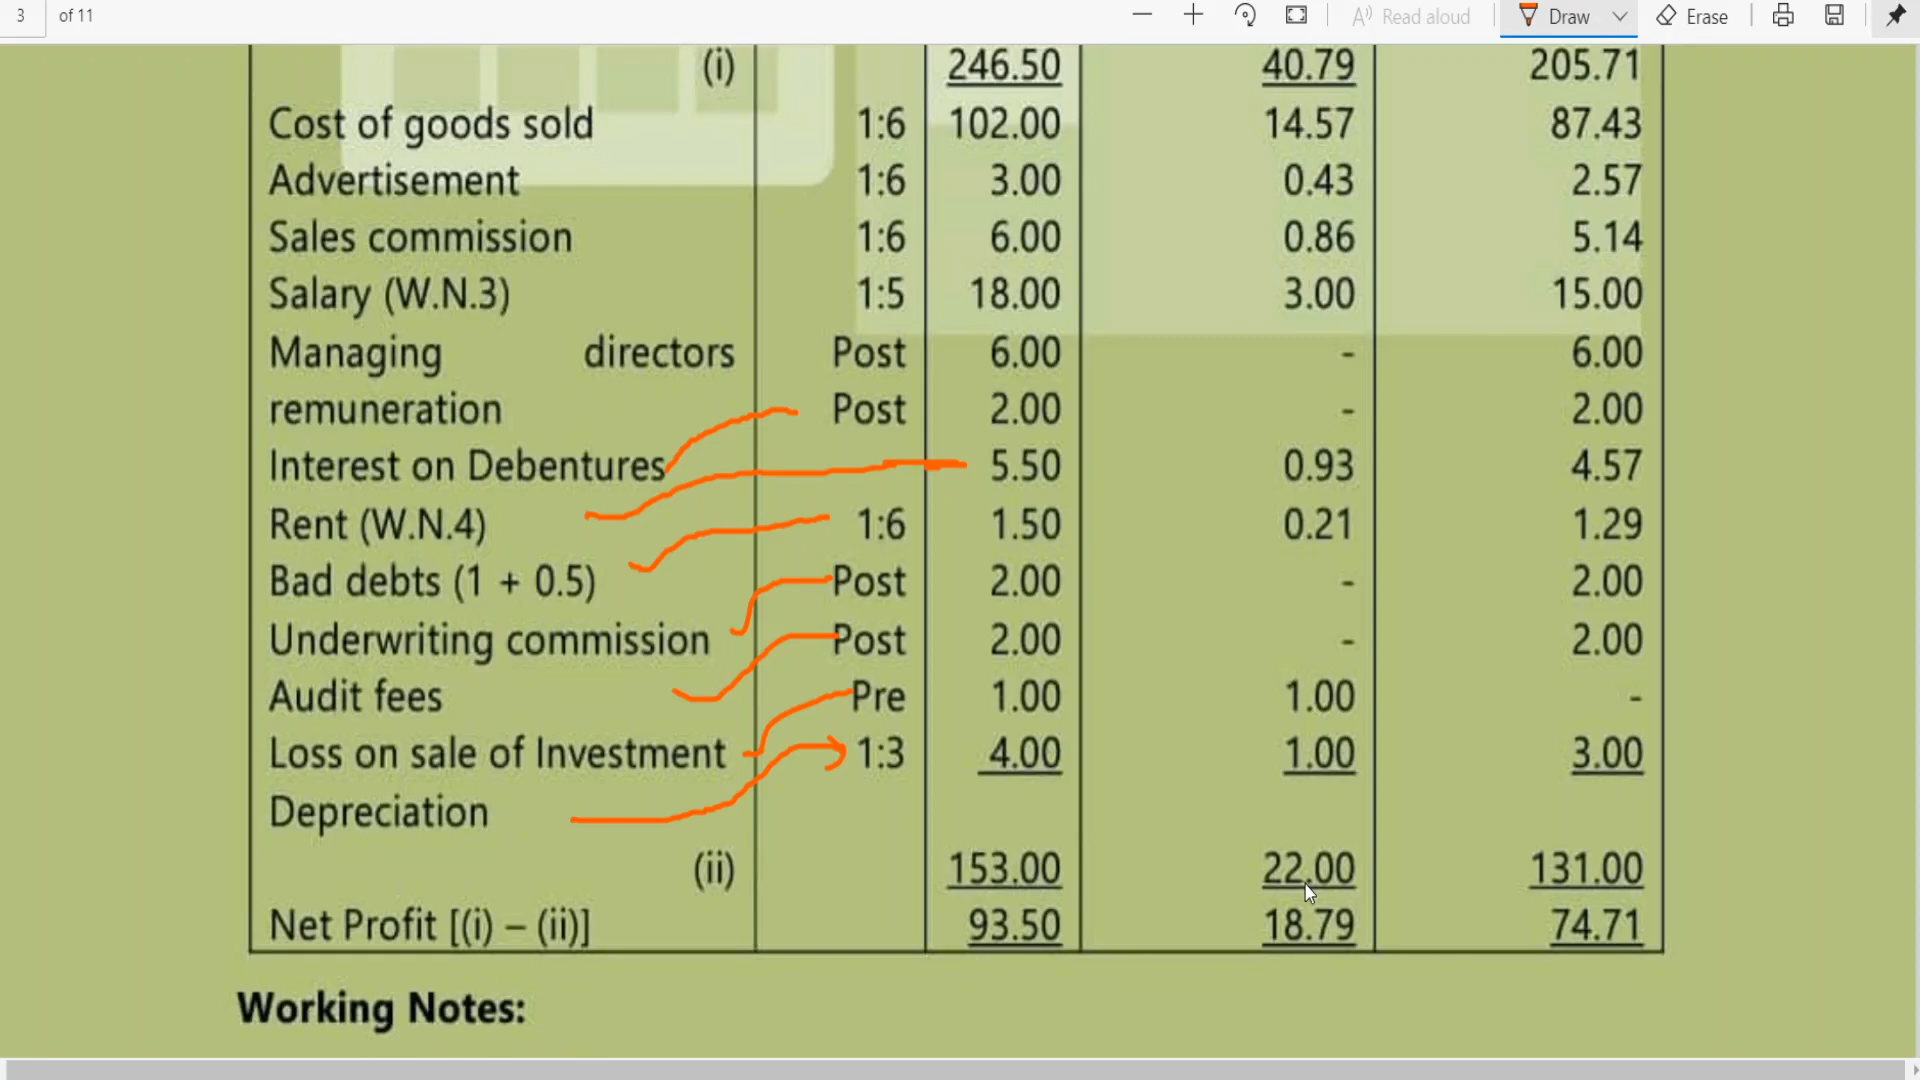 3 of 11 A Read aloud Draw Erase
(i) 246.50 40.79 205.71
Cost of goods sold 1:6 102.00 14.57 87.43
Advertisement 1:6 3.00 0.43 2.57
Sales commission 1:6 6.00 0.86 5.14
Salary (W.N.3) 1:5 18.00 3.00 15.00
Managing directors Post 6.00 - 6.00
remuneration Post 2.00 - 2.00
Interest on Debentures 5.50 0.93 4.57
Rent (W.N.4) 1:6 1.50 0.21 1.29
Bad debts (1 + 0.5) Post 2.00 - 2.00
Underwriting commission Post 2.00 - 2.00
Audit fees Pre 1.00 1.00 -
Loss on sale of Investment 1:3 4.00 1.00 3.00
Depreciation
(ii) 153.00 22.00 131.00
Net Profit [(i) – (ii)] 93.50 18.79 74.71
Working Notes: